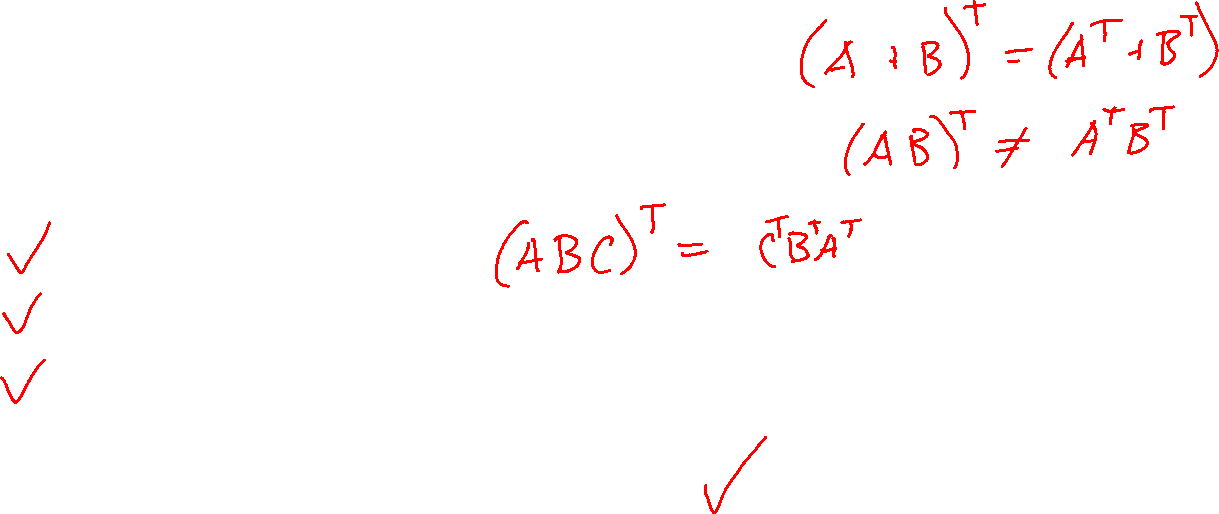 (A + B)ᵀ = (Aᵀ + Bᵀ)
(AB)ᵀ ≠ AᵀBᵀ
✓ (ABC)ᵀ = CᵀBᵀAᵀ
✓
✓
✓